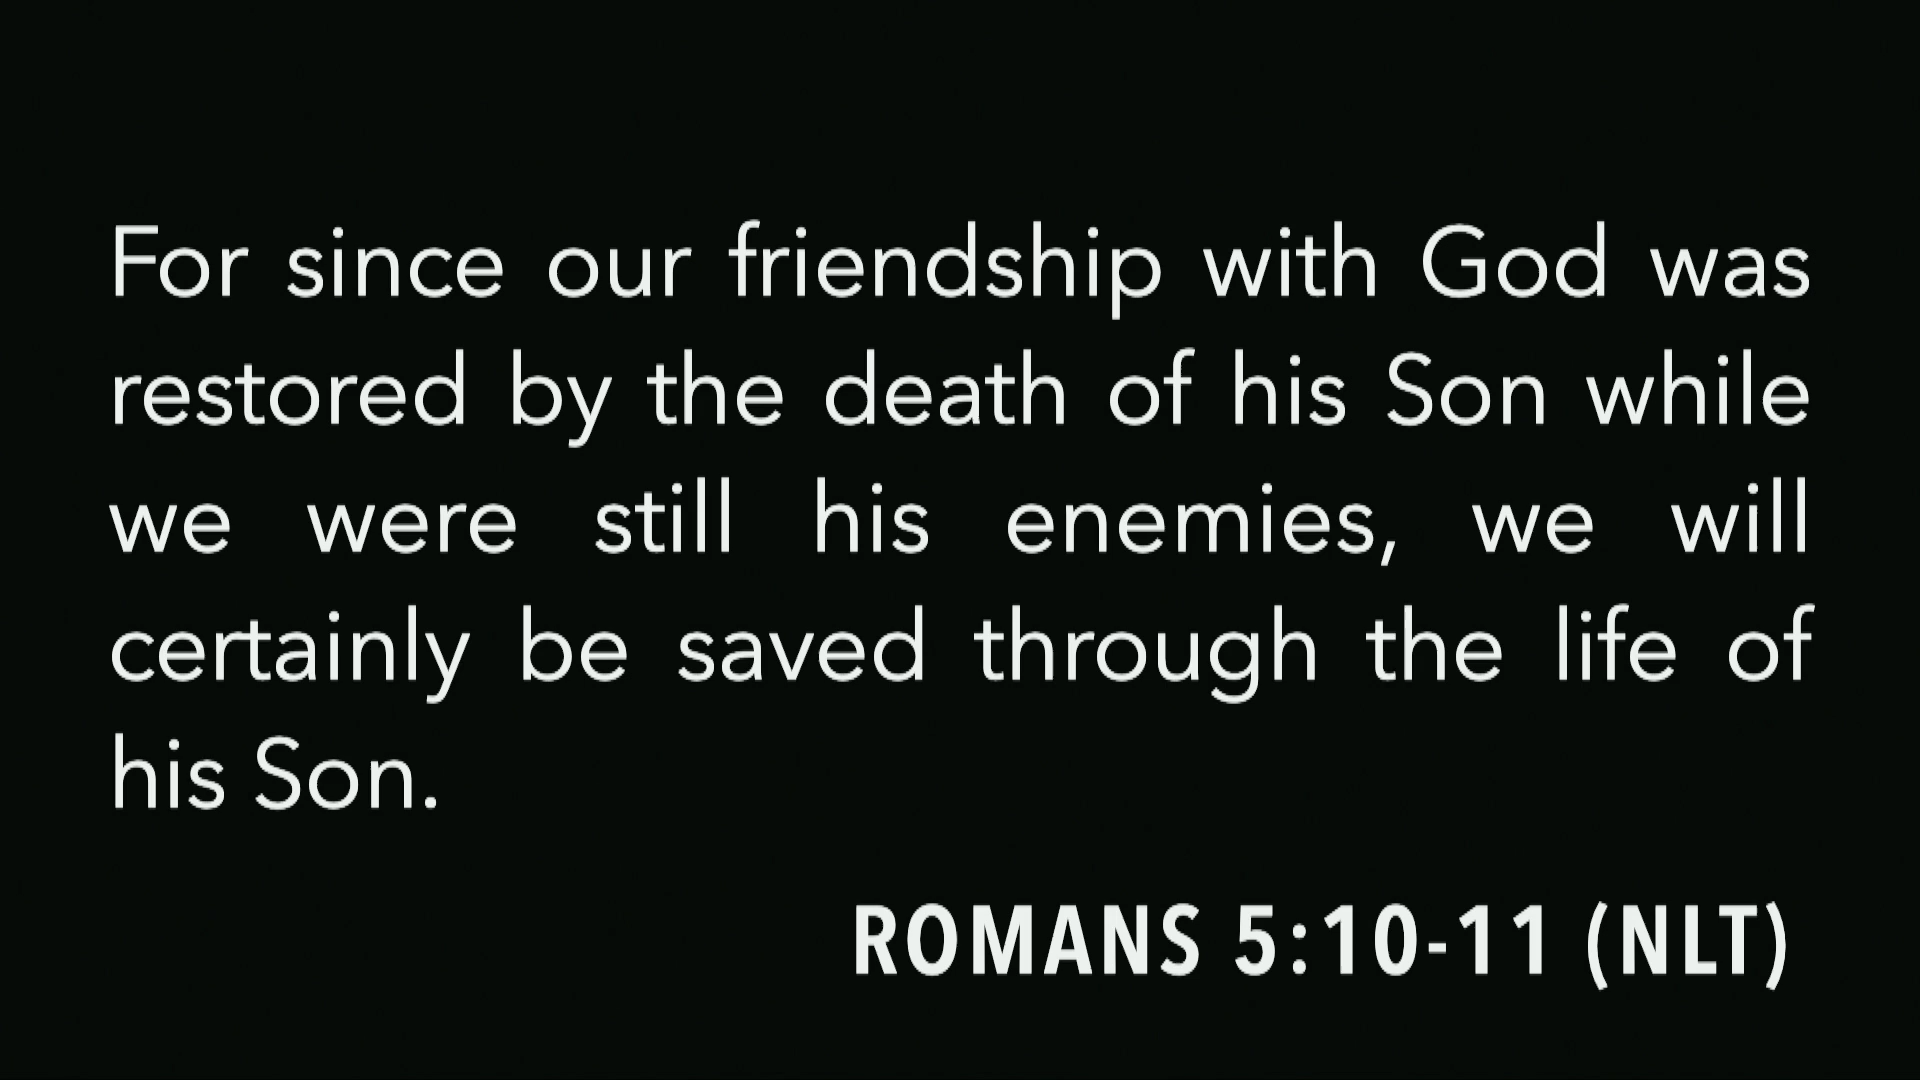 For since our friendship with God was
restored by the death of his Son while
we were still his enemies, we will
certainly be saved through the life of
his Son.
ROMANS 5:10-11 (NLT)